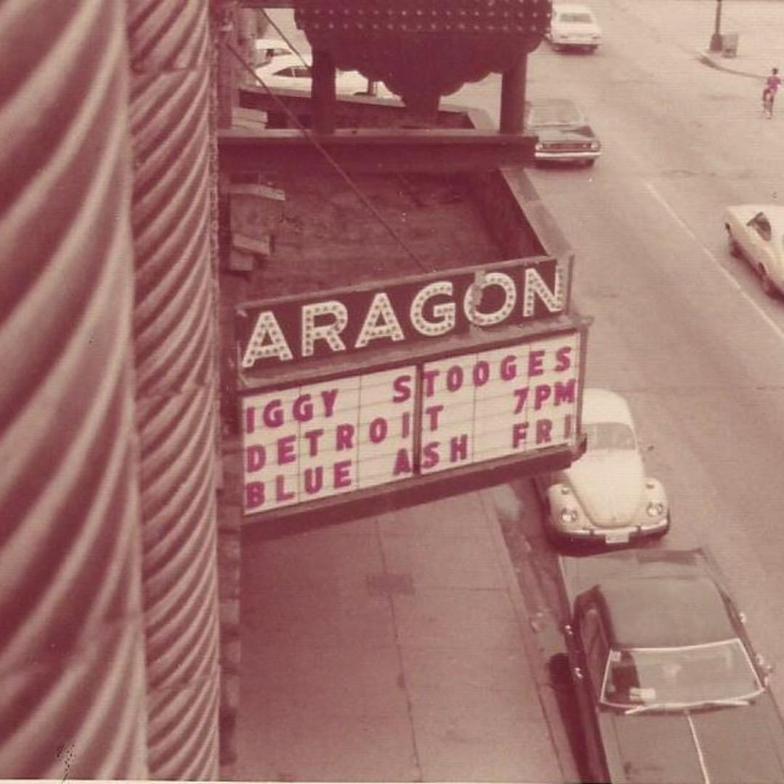 ARAGON
IGGY STOOGES
DETROIT 7PM
BLUE ASH FRI